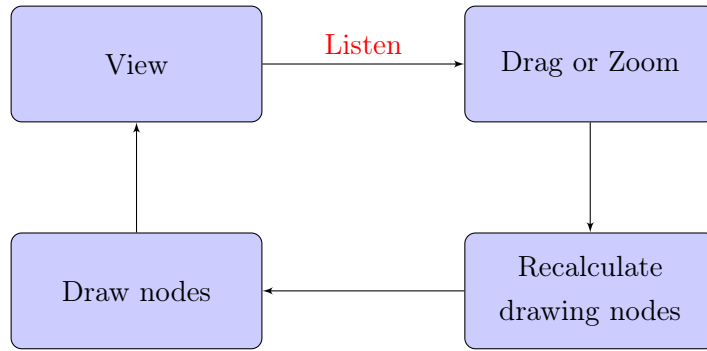 View
Listen
Drag or Zoom
Draw nodes
Recalculate
drawing nodes